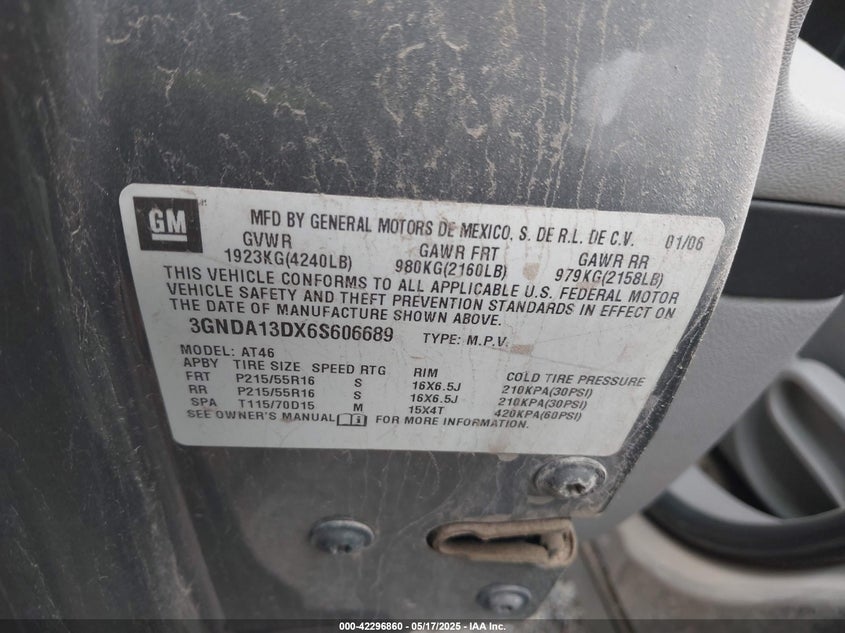 GM
MFD BY GENERAL MOTORS DE MEXICO, S. DE R.L. DE C.V. 01/06
GVWR GAWR FRT GAWR RR
1923KG(4240LB) 980KG(2160LB) 979KG(2158LB)
THIS VEHICLE CONFORMS TO ALL APPLICABLE U.S. FEDERAL MOTOR
VEHICLE SAFETY AND THEFT PREVENTION STANDARDS IN EFFECT ON
THE DATE OF MANUFACTURE SHOWN ABOVE.
3GNDA13DX6S606689 TYPE: M.P.V.
MODEL: AT46
APBY TIRE SIZE SPEED RTG RIM COLD TIRE PRESSURE
FRT P215/55R16 S 16X6.5J 210KPA(30PSI)
RR P215/55R16 S 16X6.5J 210KPA(30PSI)
SPA T115/70D15 M 15X4T 420KPA(60PSI)
SEE OWNER'S MANUAL FOR MORE INFORMATION.
000-42296860 - 05/17/2025 - IAA Inc.